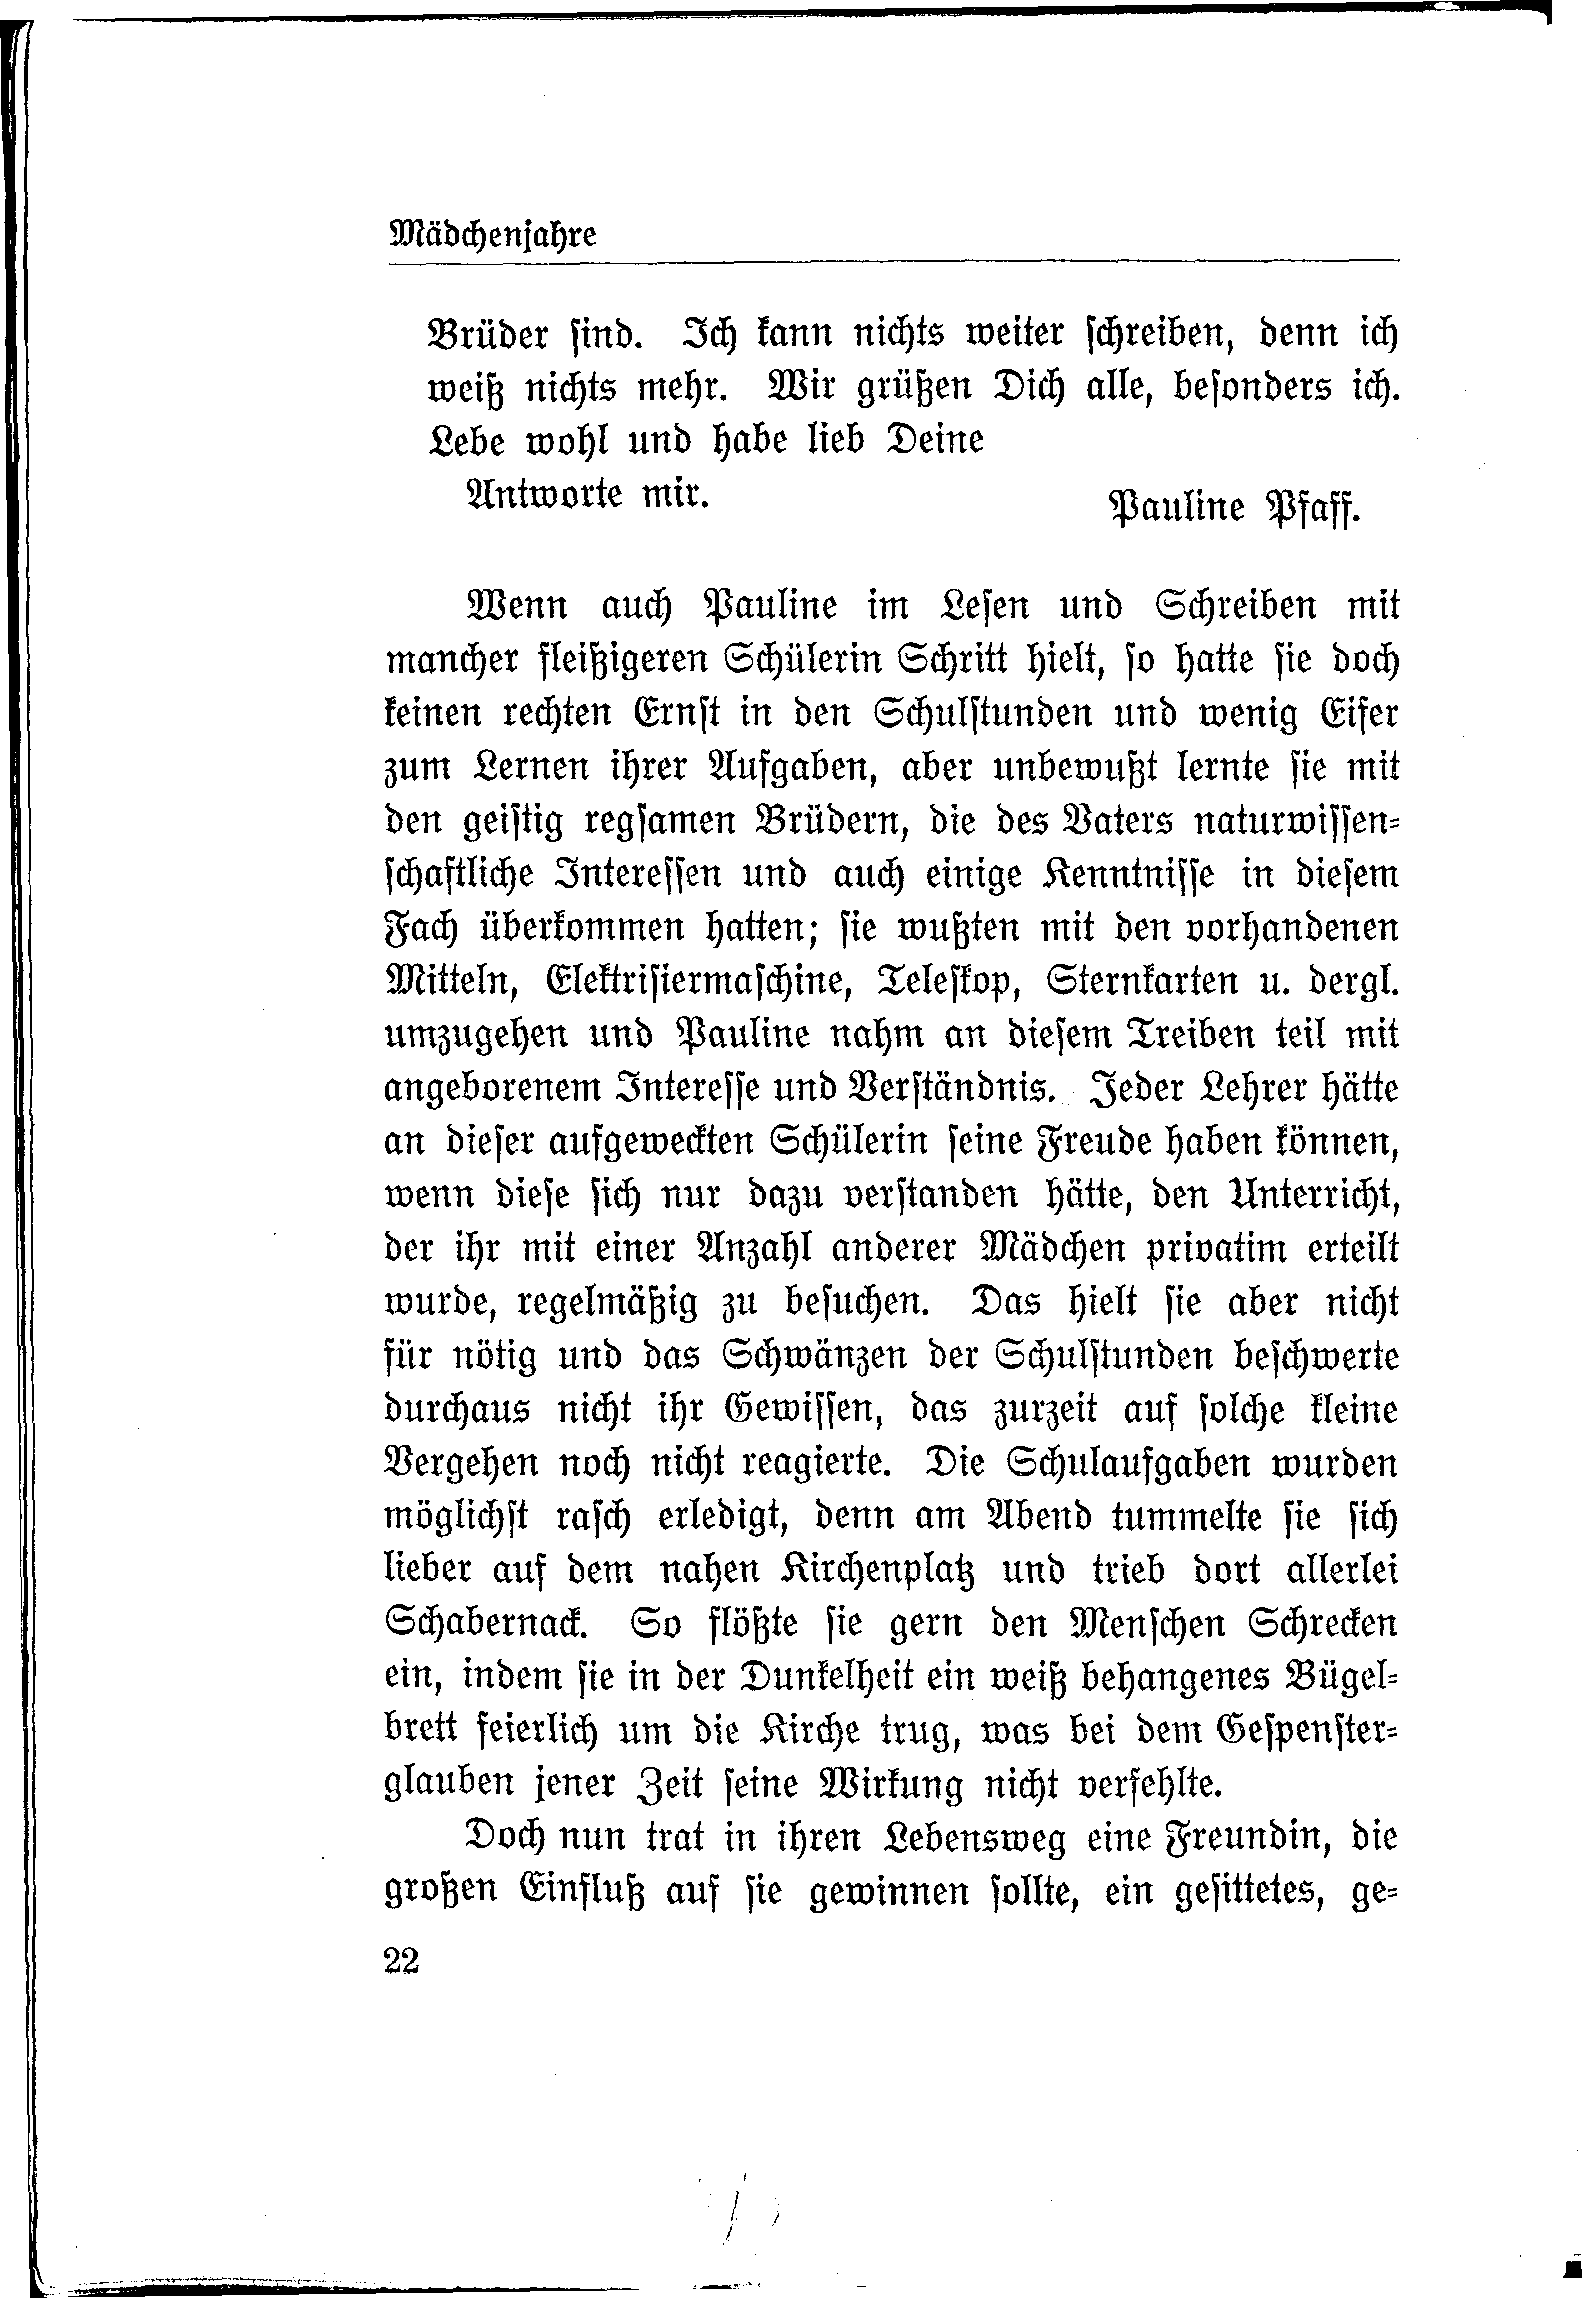 Mädchenjahre
Brüder sind. Ich kann nichts weiter schreiben, denn ich
weiß nichts mehr. Wir grüßen Dich alle, besonders ich.
Lebe wohl und habe lieb Deine
Antworte mir.
Pauline Pfaff.
Wenn auch Pauline im Lesen und Schreiben mit
mancher fleißigeren Schülerin Schritt hielt, so hatte sie doch
keinen rechten Ernst in den Schulstunden und wenig Eifer
zum Lernen ihrer Aufgaben, aber unbewußt lernte sie mit
den geistig regsamen Brüdern, die des Vaters naturwissen-
schaftliche Interessen und auch einige Kenntnisse in diesem
Fach überkommen hatten; sie wußten mit den vorhandenen
Mitteln, Elektrisiermaschine, Teleskop, Sternkarten u. dergl.
umzugehen und Pauline nahm an diesem Treiben teil mit
angeborenem Interesse und Verständnis. Jeder Lehrer hätte
an dieser aufgeweckten Schülerin seine Freude haben können,
wenn diese sich nur dazu verstanden hätte, den Unterricht,
der ihr mit einer Anzahl anderer Mädchen privatim erteilt
wurde, regelmäßig zu besuchen. Das hielt sie aber nicht
für nötig und das Schwänzen der Schulstunden beschwerte
durchaus nicht ihr Gewissen, das zurzeit auf solche kleine
Vergehen noch nicht reagierte. Die Schulaufgaben wurden
möglichst rasch erledigt, denn am Abend tummelte sie sich
lieber auf dem nahen Kirchenplatz und trieb dort allerlei
Schabernack. So flößte sie gern den Menschen Schrecken
ein, indem sie in der Dunkelheit ein weiß behangenes Bügel-
brett feierlich um die Kirche trug, was bei dem Gespenster-
glauben jener Zeit seine Wirkung nicht verfehlte.
Doch nun trat in ihren Lebensweg eine Freundin, die
großen Einfluß auf sie gewinnen sollte, ein gesittetes, ge-
22